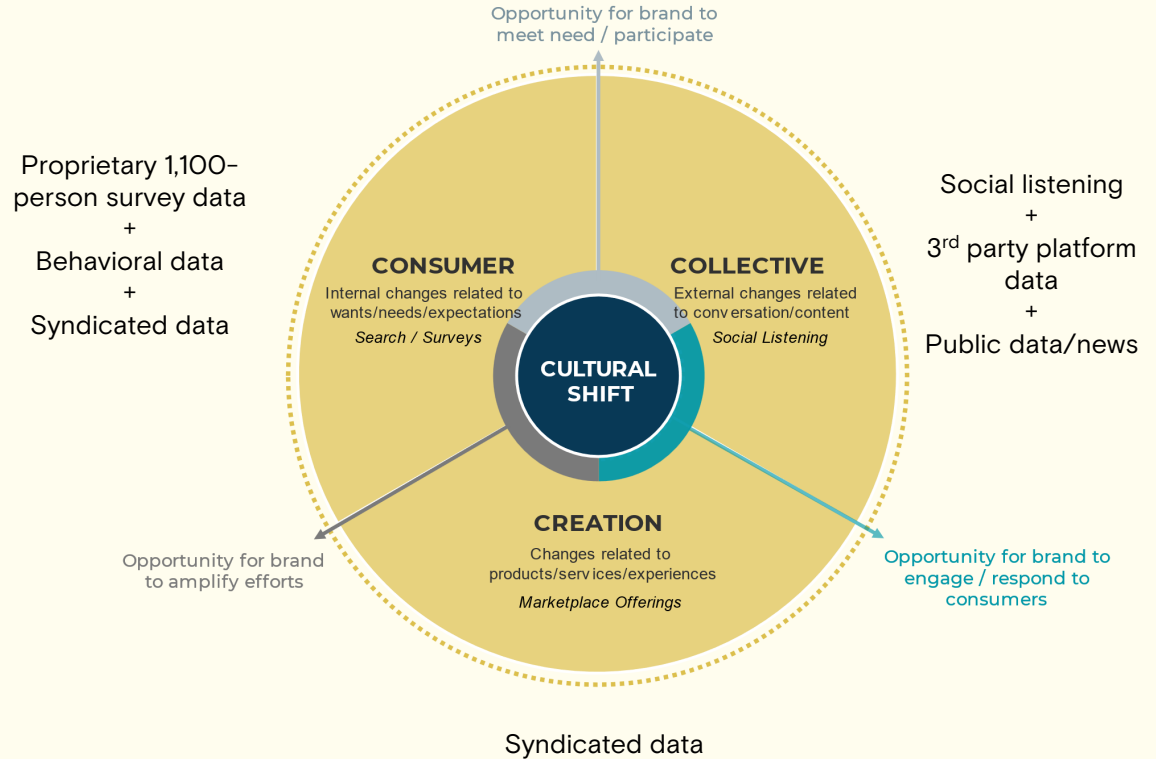 Opportunity for brand to
meet need / participate
Proprietary 1,100-
person survey data
+
Behavioral data
+
Syndicated data
Social listening
+
3rd party platform
data
+
Public data/news
CONSUMER
Internal changes related to
wants/needs/expectations
Search / Surveys
COLLECTIVE
External changes related
to conversation/content
Social Listening
CULTURAL
SHIFT
CREATION
Changes related to
products/services/experiences
Marketplace Offerings
Opportunity for brand
to amplify efforts
Opportunity for brand to
engage / respond to
consumers
Syndicated data